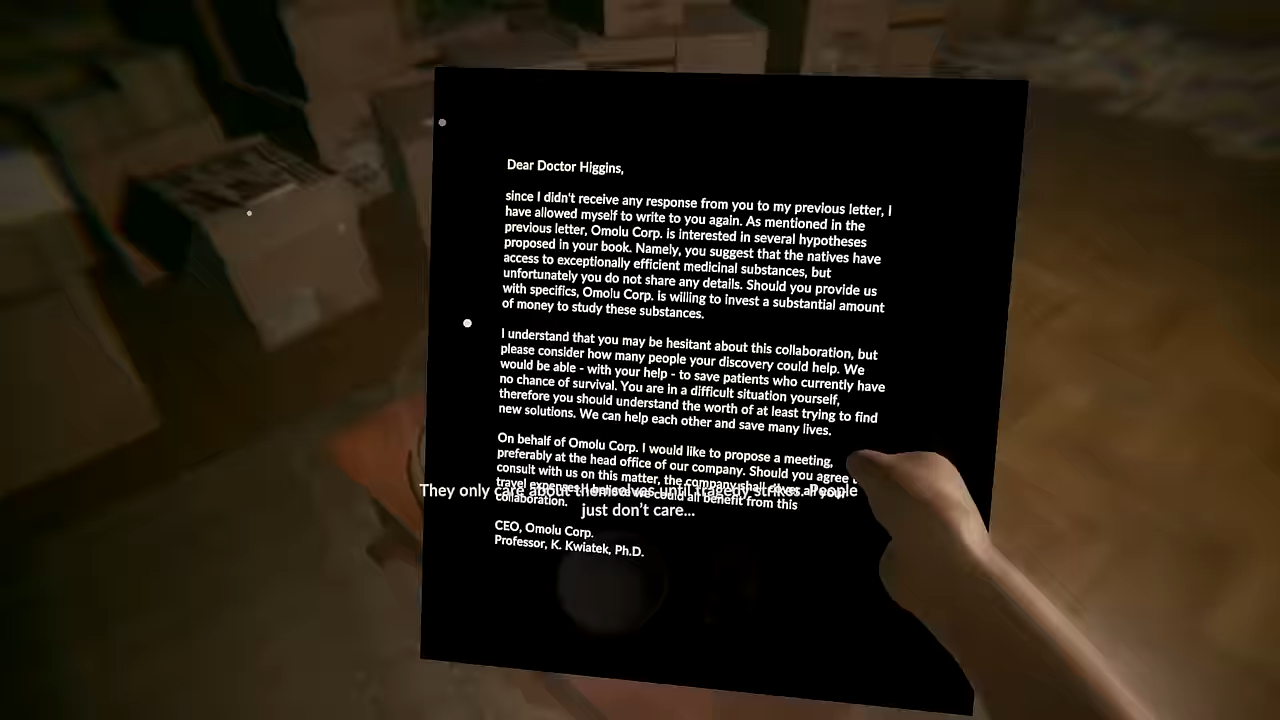 Dear Doctor Higgins,
since I didn't receive any response from you to my previous letter, I
have allowed myself to write to you again. As mentioned in the
previous letter, Omolu Corp. is interested in several hypotheses
proposed in your book. Namely, you suggest that the natives have
access to exceptionally efficient medicinal substances, but
unfortunately you do not share any details. Should you provide us
with specifics, Omolu Corp. is willing to invest a substantial amount
of money to study these substances.
I understand that you may be hesitant about this collaboration, but
please consider how many people your discovery could help. We
would be able - with your help - to save patients who currently have
no chance of survival. You are in a difficult situation yourself,
therefore you should understand the worth of at least trying to find
new solutions. We can help each other and save many lives.
On behalf of Omolu Corp. I would like to propose a meeting,
preferably at the head office of our company. Should you agree
consult with us on this matter, the company shall cover all your
travel expenses. I believe we could all benefit from this
collaboration.
CEO, Omolu Corp.
Professor, K. Kwiatek, Ph.D.
They only care about themselves until tragedy strikes. People
just don't care...